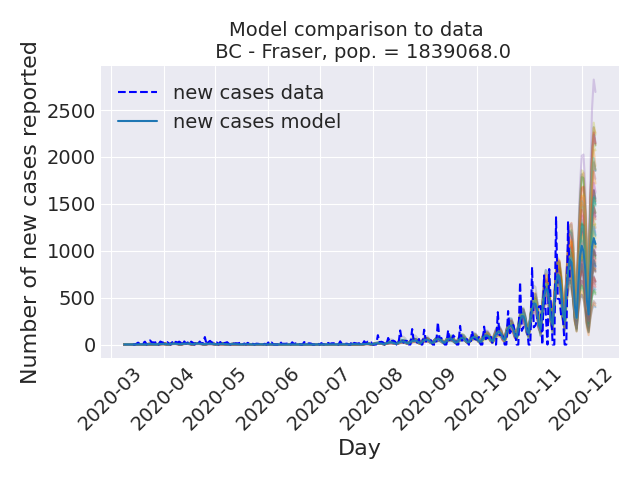 Model comparison to data
BC - Fraser, pop. = 1839068.0
Number of new cases reported
2500
2000
1500
1000
500
0
new cases data
new cases model
2020-03
2020-04
2020-05
2020-06
2020-07
2020-08
2020-09
2020-10
2020-11
2020-12
Day